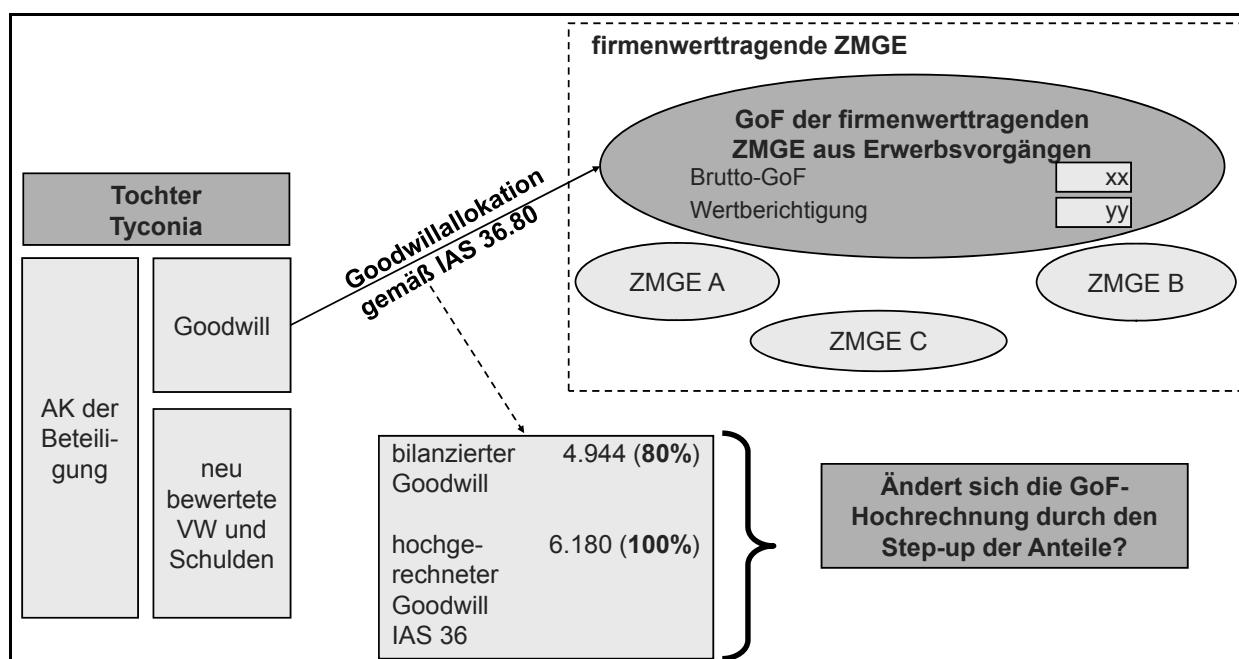 firmenwerttragende ZMGE
GoF der firmenwerttragenden
ZMGE aus Erwerbsvorgängen
Brutto-GoF xx
Wertberichtigung yy
ZMGE A
ZMGE B
ZMGE C
Tochter
Tyconia
Goodwillallokation
gemäß IAS 36.80
Goodwill
AK der
Beteili-
gung
neu
bewertete
VW und
Schulden
bilanzierter 4.944 (80%)
Goodwill
hochge- 6.180 (100%)
rechneter
Goodwill
IAS 36
Ändert sich die GoF-
Hochrechnung durch den
Step-up der Anteile?